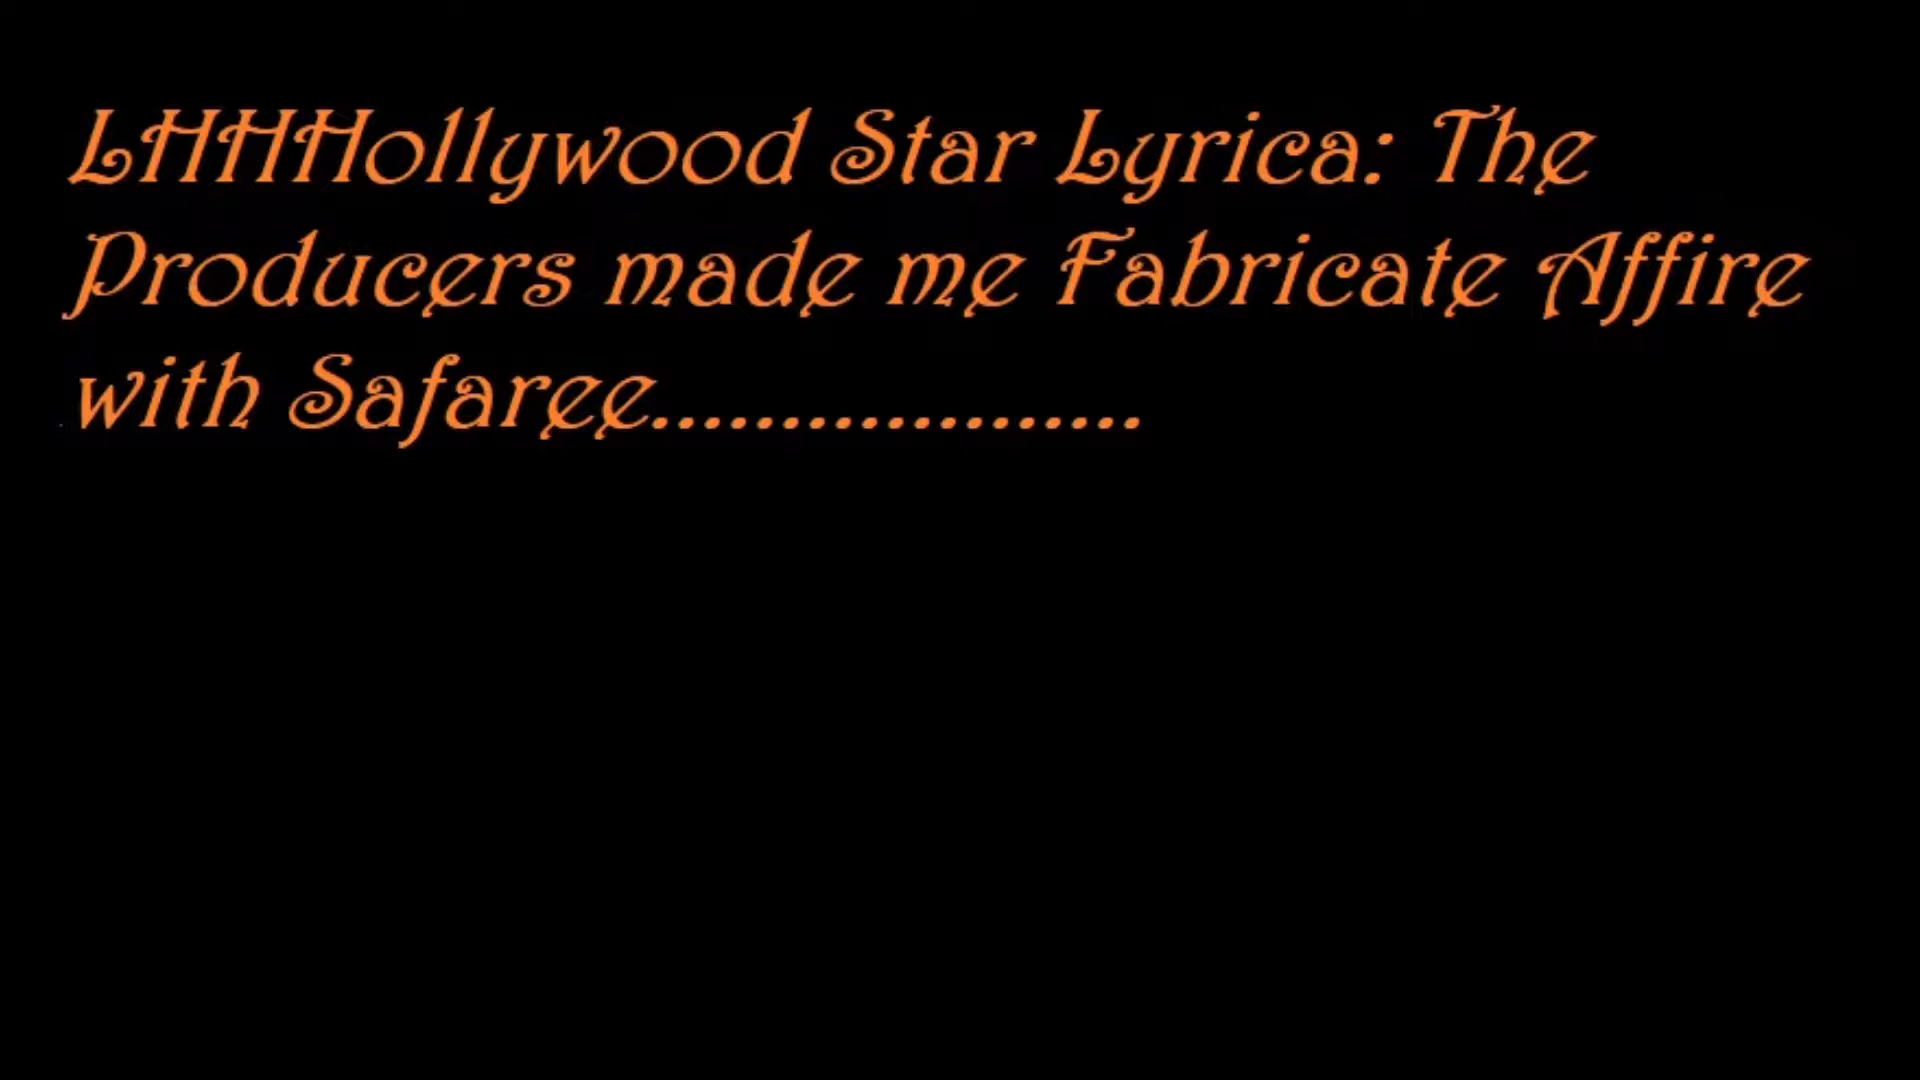 LHHHollywood Star Lyrica: The
Producers made me Fabricate Affire
with Safaree...................